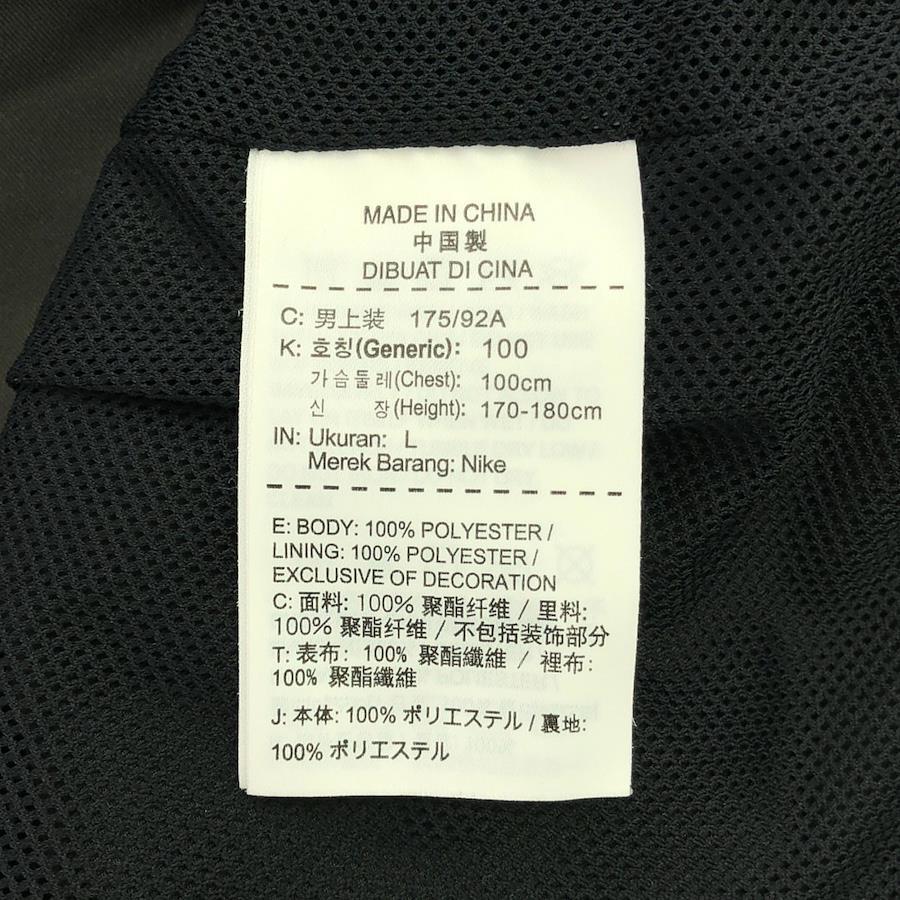 MADE IN CHINA
中国製
DIBUAT DI CINA
C: 男上装 175/92A
K: 호칭(Generic): 100
가슴둘레(Chest): 100cm
신 장(Height): 170-180cm
IN: Ukuran: L
Merek Barang: Nike
E: BODY: 100% POLYESTER /
LINING: 100% POLYESTER /
EXCLUSIVE OF DECORATION
C: 面料: 100% 聚酯纤维 / 里料:
100% 聚酯纤维 / 不包括装饰部分
T: 表布: 100% 聚酯纖維 / 裡布:
100% 聚酯纖維
J: 本体: 100% ポリエステル / 裏地:
100% ポリエステル